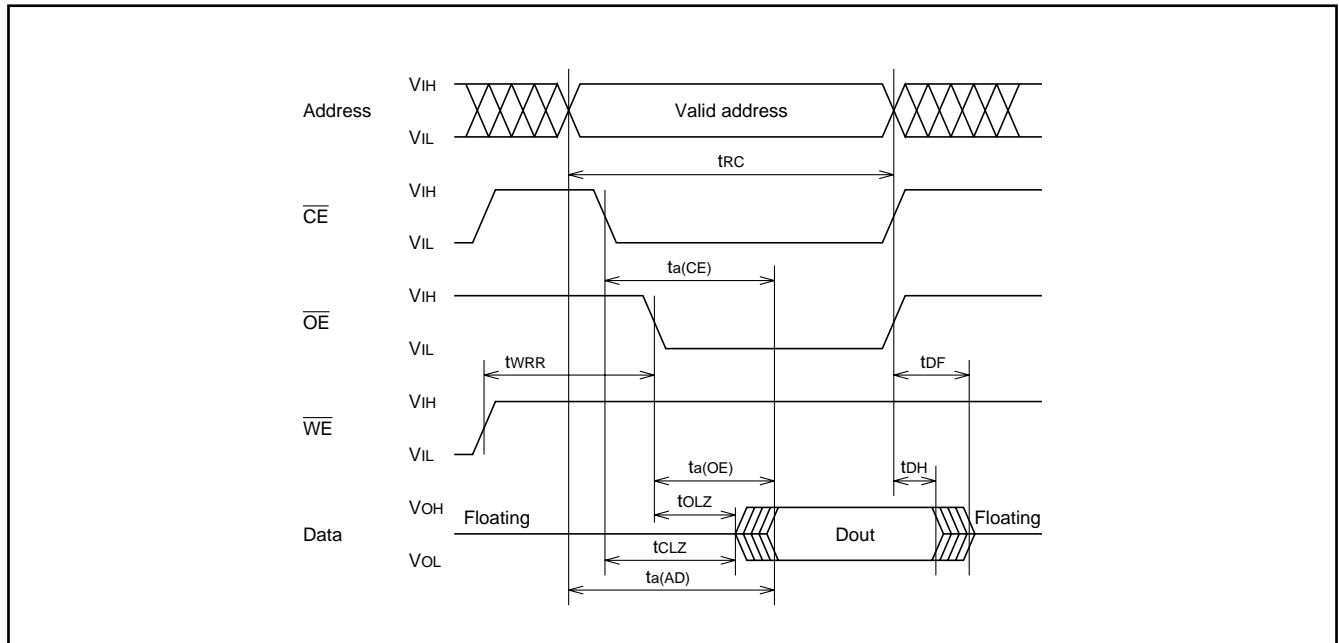 VIH
Address
Valid address
VIL
tRC
VIH
CE
VIL
ta(CE)
VIH
OE
VIL
tWRR
tDF
VIH
WE
VIL
ta(OE)
tDH
VOH
tOLZ
Floating
Floating
Data
Dout
tCLZ
VOL
ta(AD)